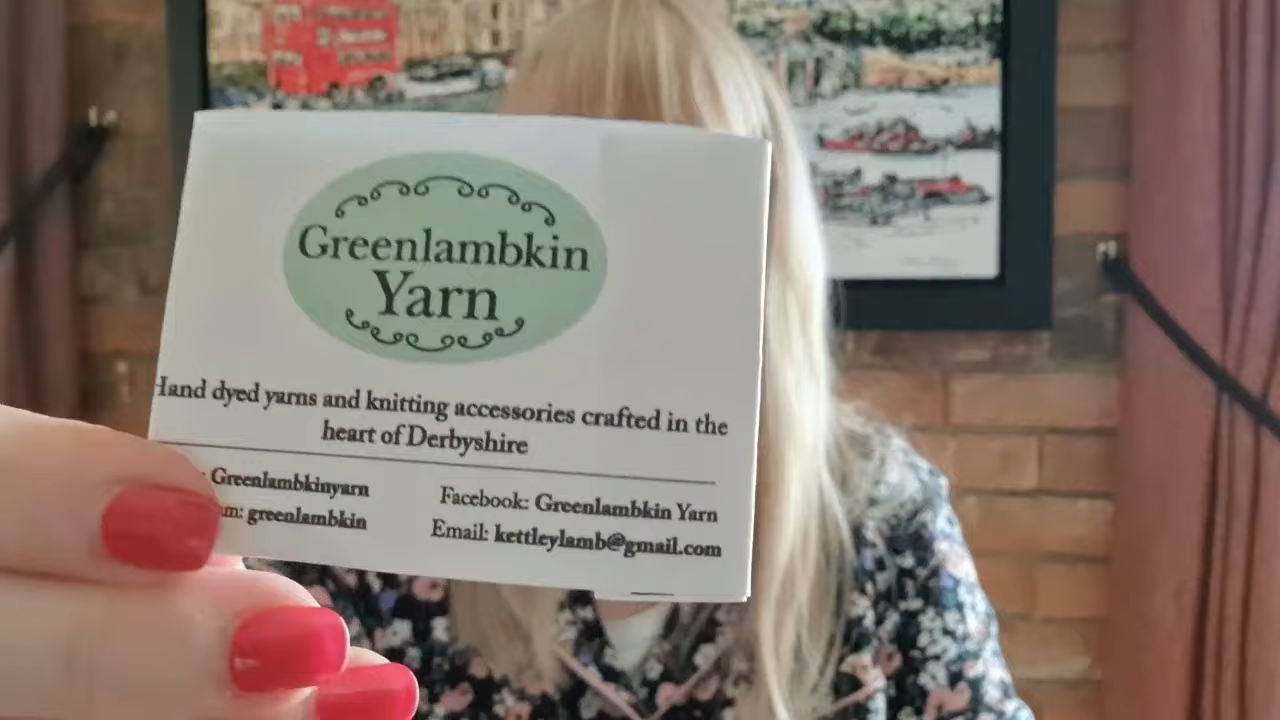 Greenlambkin
Yarn
Hand dyed yarns and knitting accessories crafted in the
heart of Derbyshire
Greenlambkinyarn
Facebook: Greenlambkin Yarn
greenlambkin
Email: kettleylamb@gmail.com